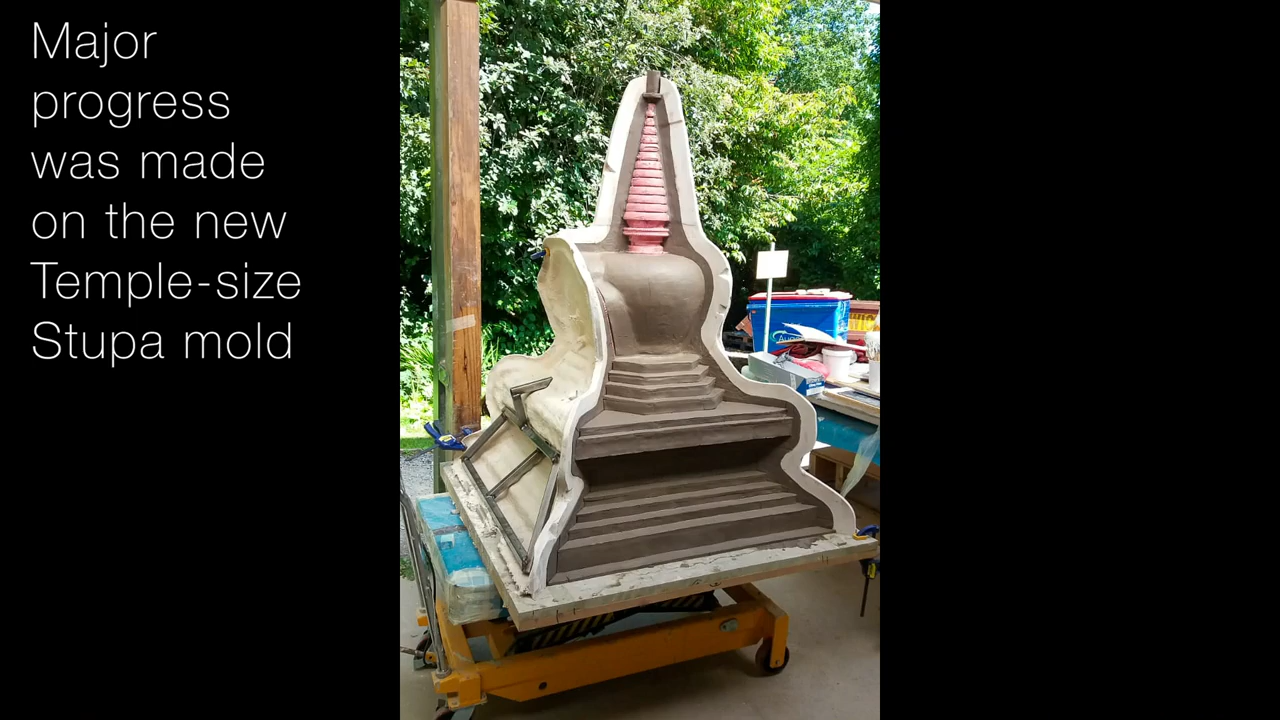 Major
progress
was made
on the new
Temple-size
Stupa mold